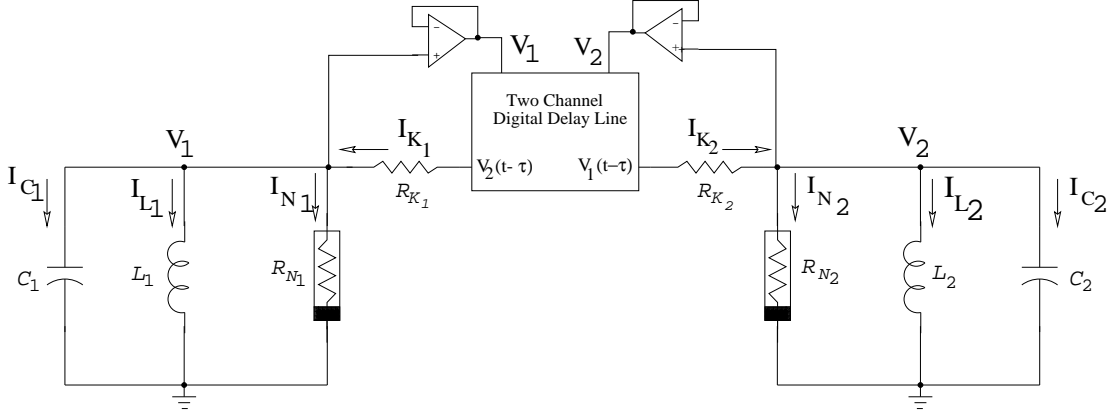 V1
V2
Two Channel
Digital Delay Line
IK1
IK2
V1
V2(t- τ)
V1(t-τ)
V2
RK1
RK2
IC1
IL1
IN1
IN2
IL2
IC2
C1
L1
RN1
RN2
L2
C2
-
+
-
+